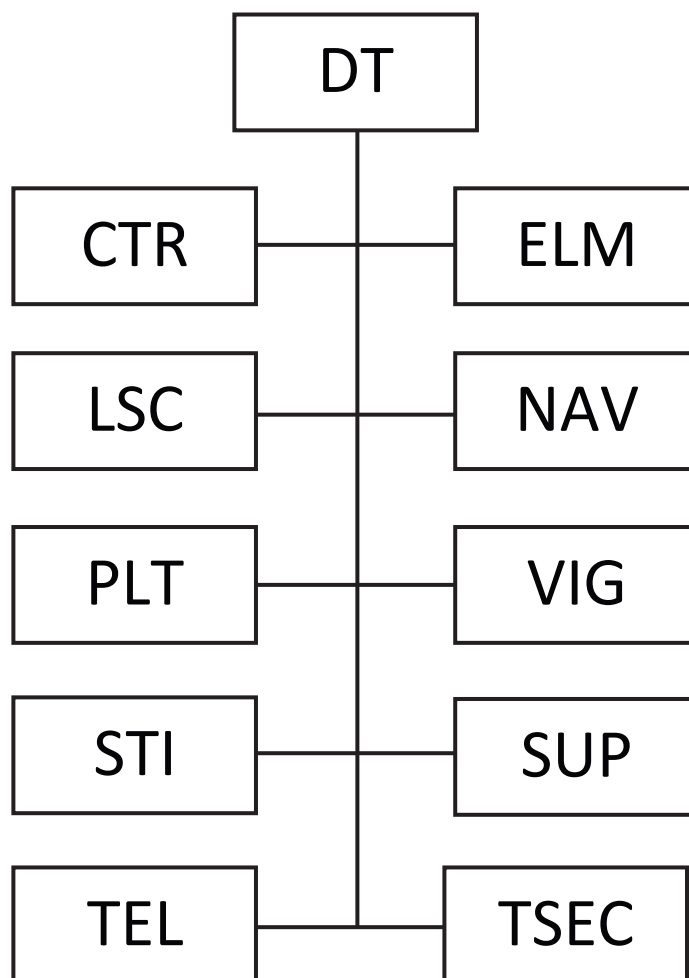 DT
CTR
ELM
LSC
NAV
PLT
VIG
STI
SUP
TEL
TSEC